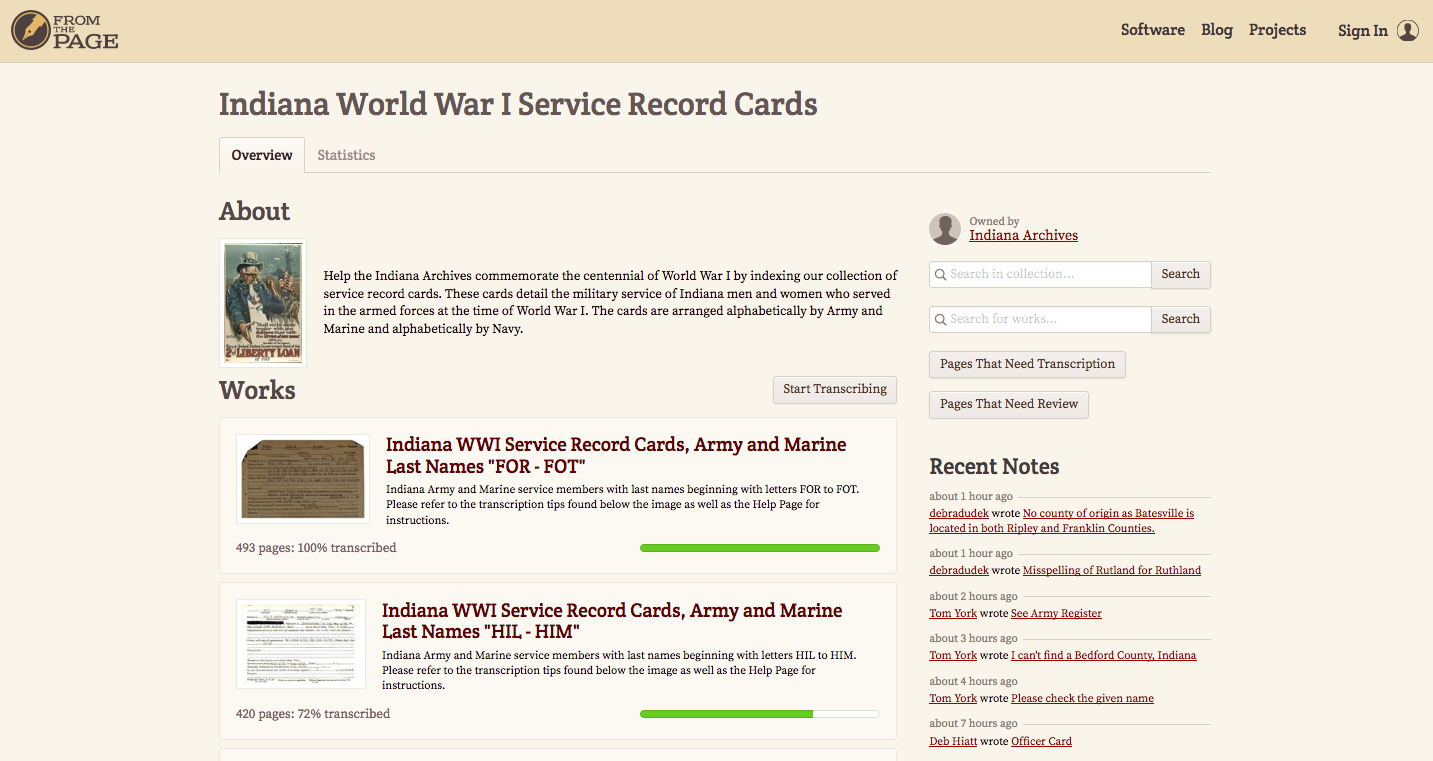 FROM
THE
PAGE
Software Blog Projects Sign In
Indiana World War I Service Record Cards
Overview Statistics
About
Help the Indiana Archives commemorate the centennial of World War I by indexing our collection of
service record cards. These cards detail the military service of Indiana men and women who served
in the armed forces at the time of World War I. The cards are arranged alphabetically by Army and
Marine and alphabetically by Navy.
2nd LIBERTY LOAN
of 1917
Works
Start Transcribing
Indiana WWI Service Record Cards, Army and Marine
Last Names "FOR - FOT"
Indiana Army and Marine service members with last names beginning with letters FOR to FOT.
Please refer to the transcription tips found below the image as well as the Help Page for
instructions.
493 pages: 100% transcribed
Indiana WWI Service Record Cards, Army and Marine
Last Names "HIL - HIM"
Indiana Army and Marine service members with last names beginning with letters HIL to HIM.
Please refer to the transcription tips found below the image as well as the Help Page for
instructions.
420 pages: 72% transcribed
Owned by
Indiana Archives
Search in collection... Search
Search for works... Search
Pages That Need Transcription
Pages That Need Review
Recent Notes
about 1 hour ago
debradudek wrote No county of origin as Batesville is
located in both Ripley and Franklin Counties.
about 1 hour ago
debradudek wrote Misspelling of Rutland for Ruthland
about 2 hours ago
Tom York wrote See Army Register
about 3 hours ago
Tom York wrote I can't find a Bedford County, Indiana
about 4 hours ago
Tom York wrote Please check the given name
about 7 hours ago
Deb Hiatt wrote Officer Card